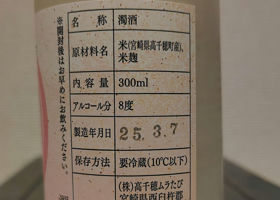 ※開封後はお早めにお飲みください。
名称 濁酒
原材料名 米(宮崎県高千穂町産),
米麹
内容量 300ml
アルコール分 8度
製造年月日 25.3.7
保存方法 要冷蔵(10℃以下)
(株)高千穂ムラたび
宮崎県西臼杵郡